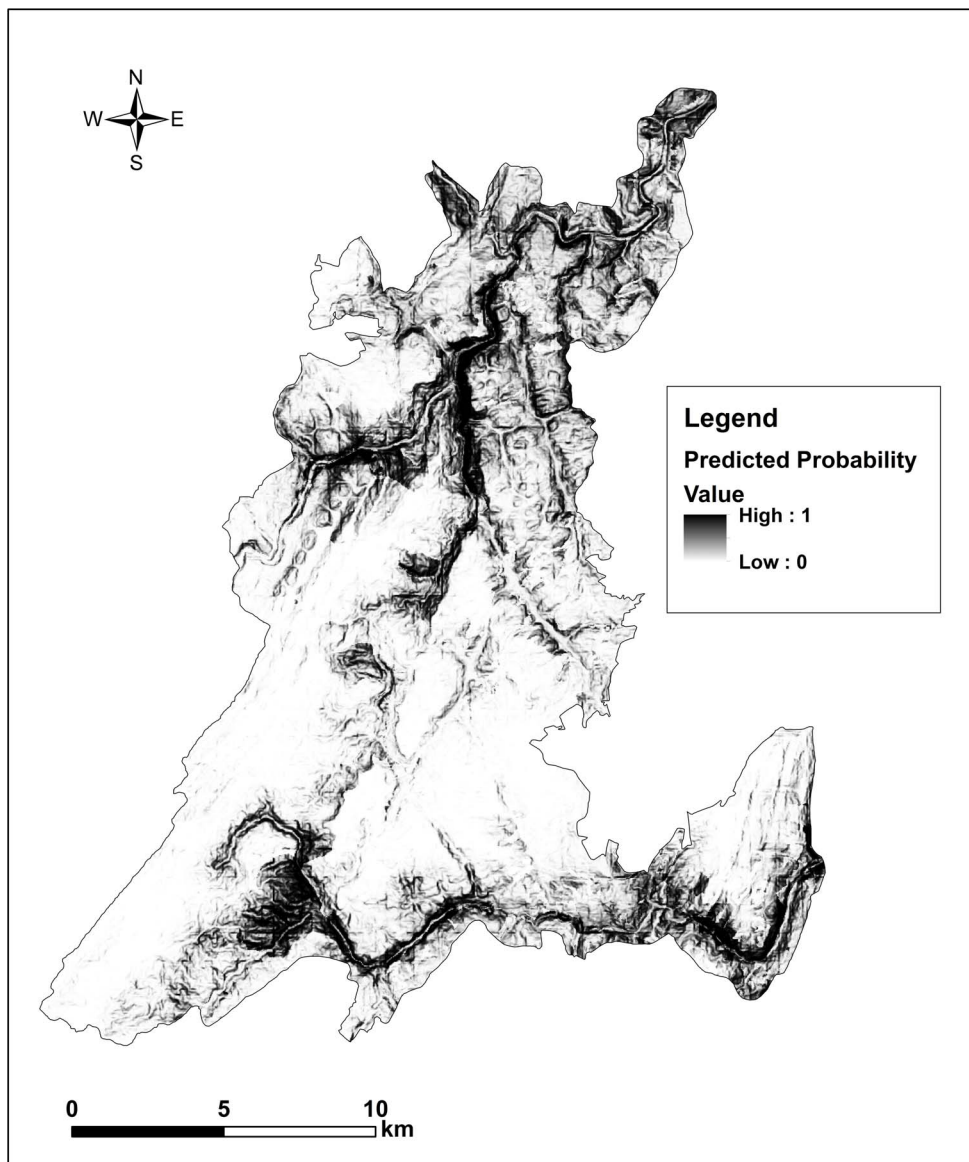 N
W E
S
Legend
Predicted Probability
Value
High : 1
Low : 0
0 5 10
km